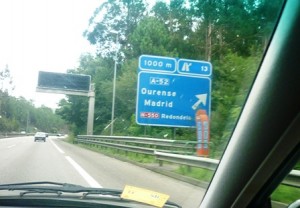 1000 m 13
A-52
Ourense
Madrid
N-550 Redondela